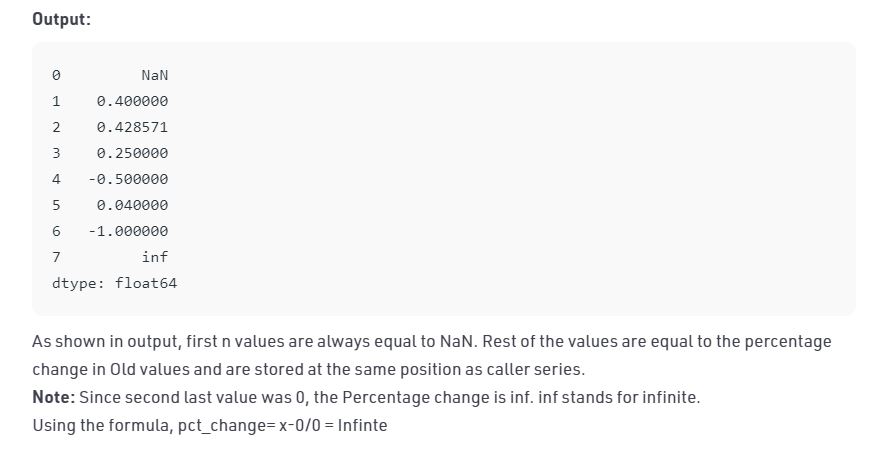 Output:
0 NaN
1 0.400000
2 0.428571
3 0.250000
4 -0.500000
5 0.040000
6 -1.000000
7 inf
dtype: float64
As shown in output, first n values are always equal to NaN. Rest of the values are equal to the percentage
change in Old values and are stored at the same position as caller series.
Note: Since second last value was 0, the Percentage change is inf. inf stands for infinite.
Using the formula, pct_change= x-0/0 = Infinte